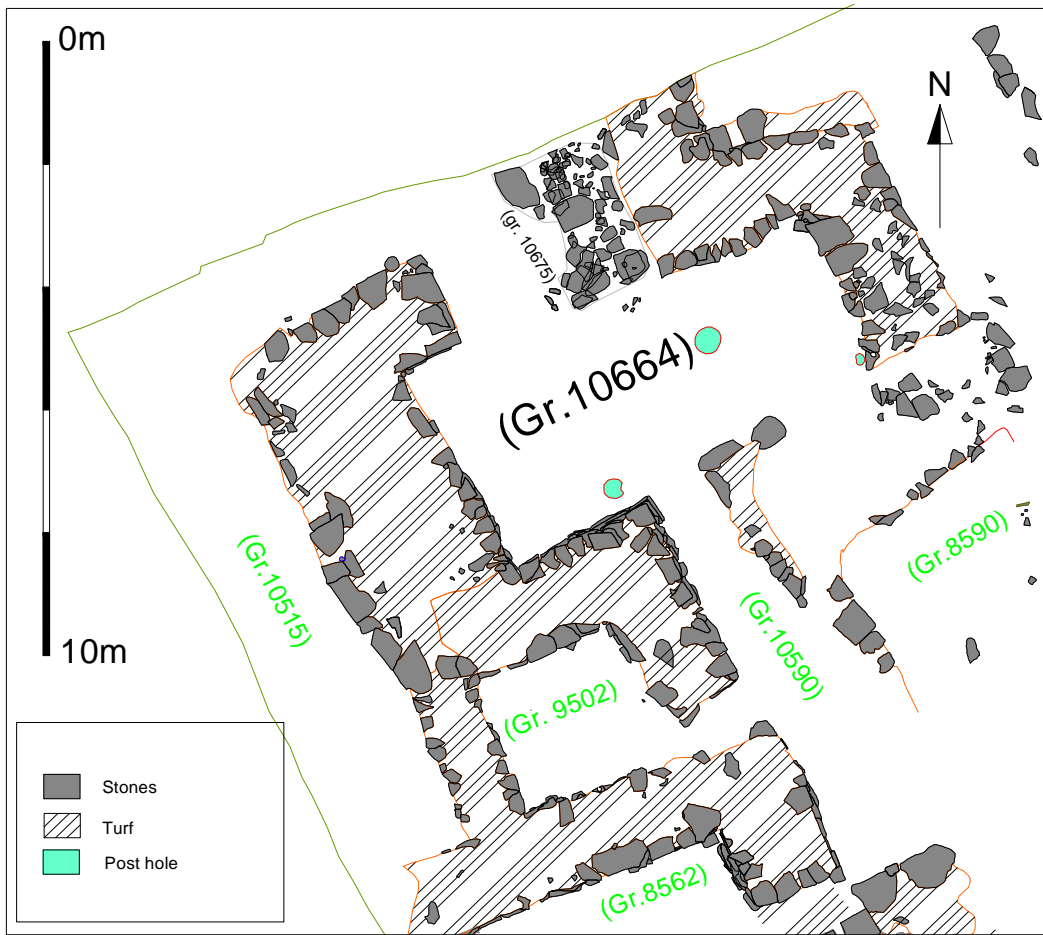 0m
N
(gr. 10675)
(Gr.10664)
(Gr.8590)
(Gr.10515)
(Gr.10590)
10m
(Gr. 9502)
(Gr.8562)
Stones
Turf
Post hole